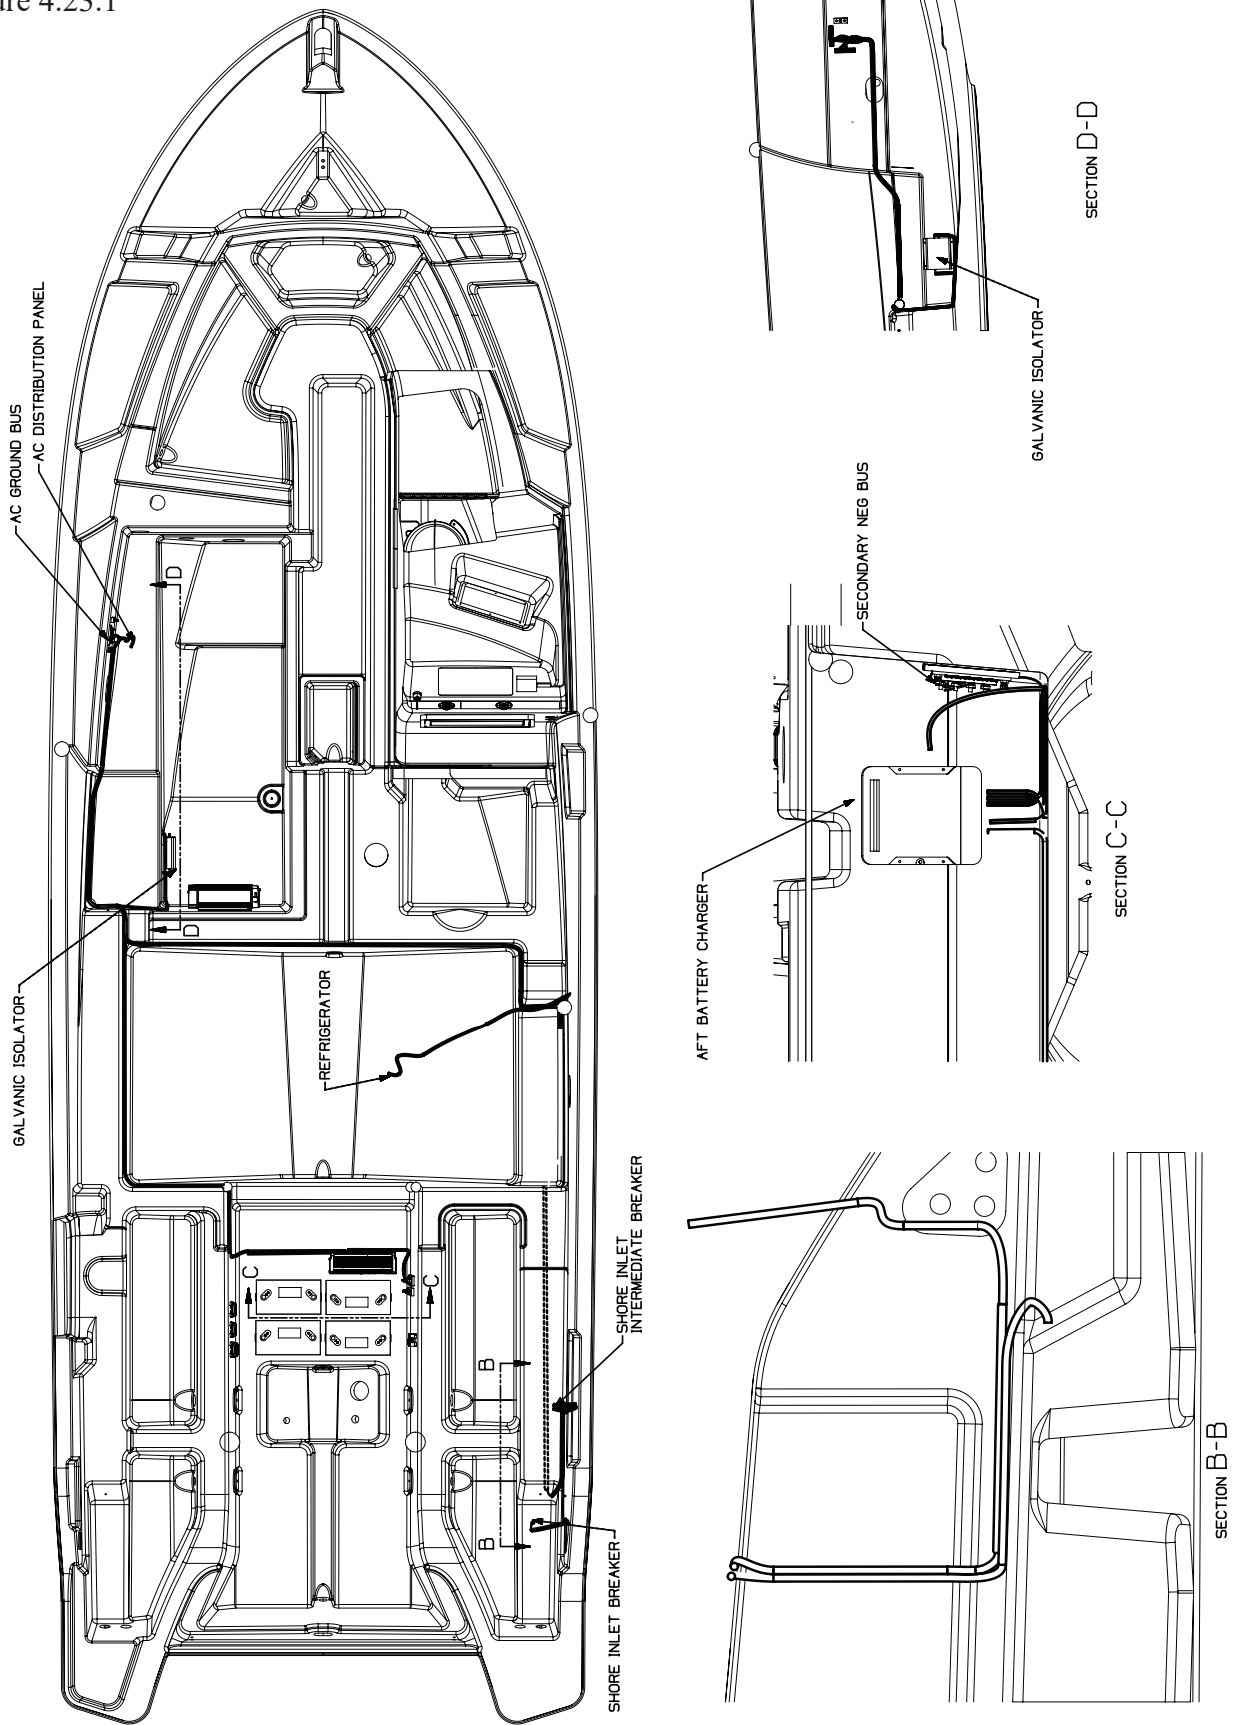 ure 4.23.1
AC GROUND BUS
AC DISTRIBUTION PANEL
D
D
GALVANIC ISOLATOR
REFRIGERATOR
SHORE INLET
INTERMEDIATE BREAKER
C
C
B
B
SHORE INLET BREAKER
GALVANIC ISOLATOR
SECTION D-D
SECONDARY NEG BUS
AFT BATTERY CHARGER
SECTION C-C
SECTION B-B